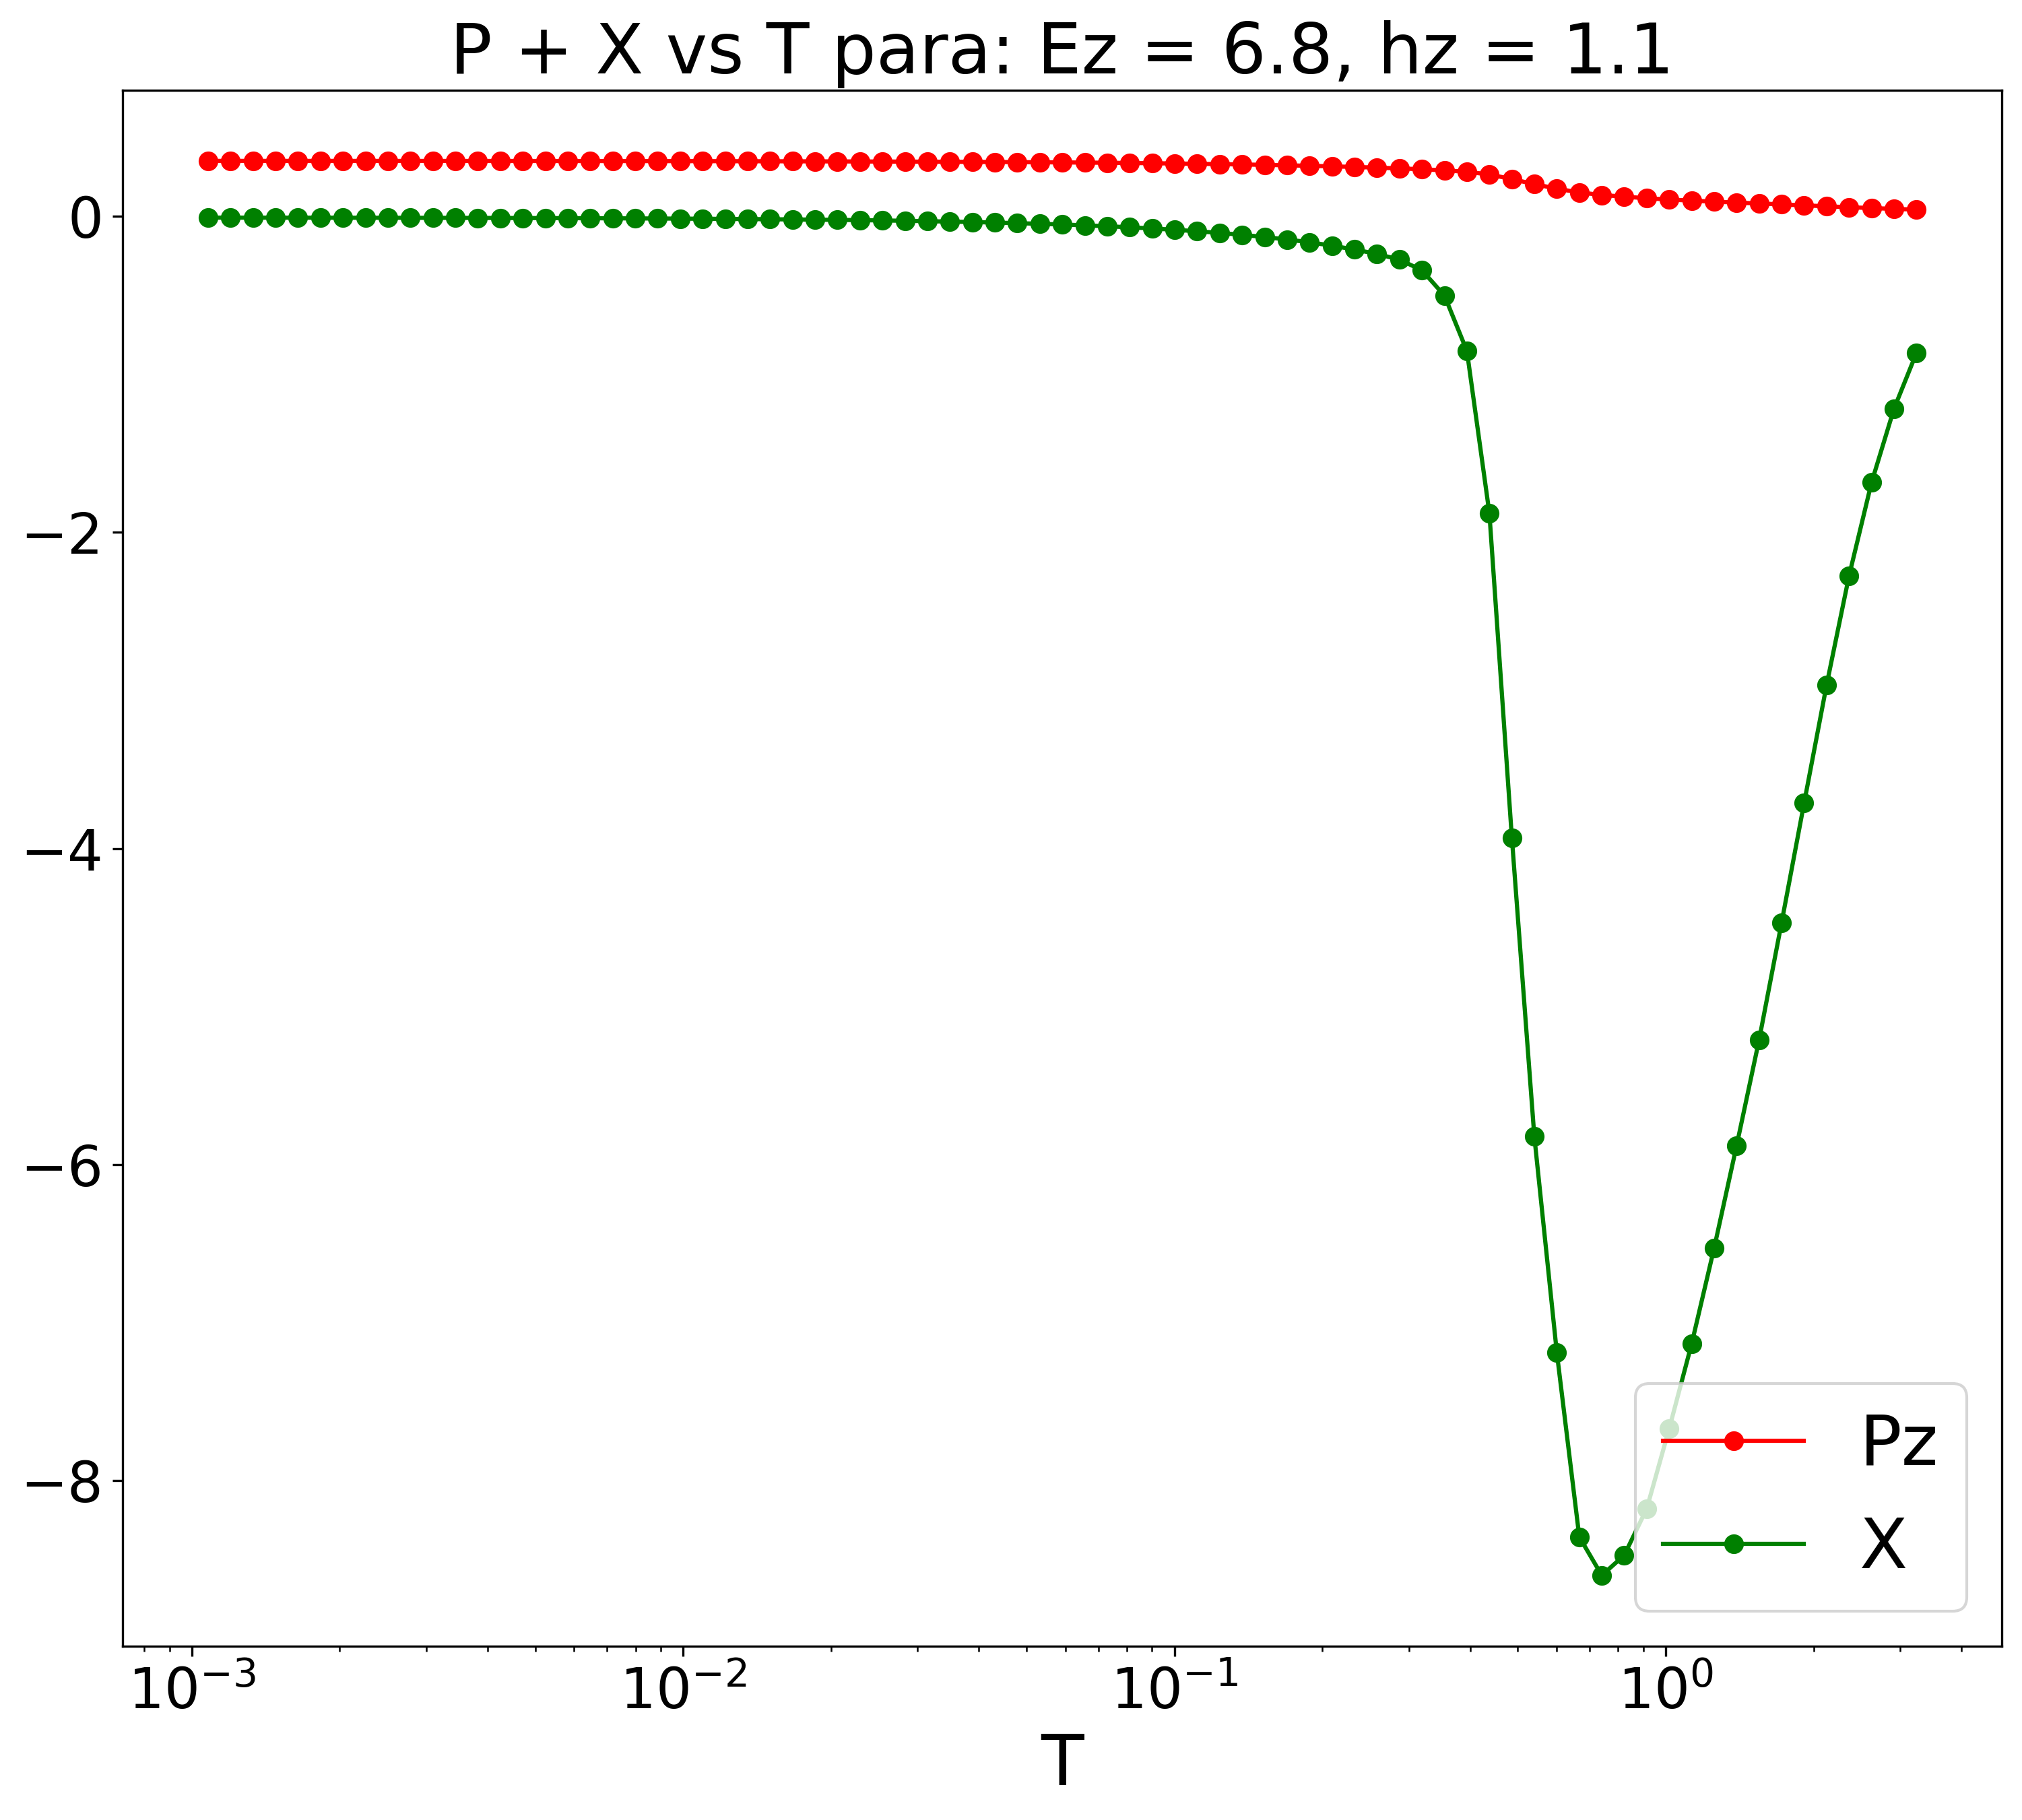 P + X vs T para: Ez = 6.8, hz = 1.1
0
−2
−4
−6
−8
Pz
X
10⁻³ 10⁻² 10⁻¹ 10⁰
T